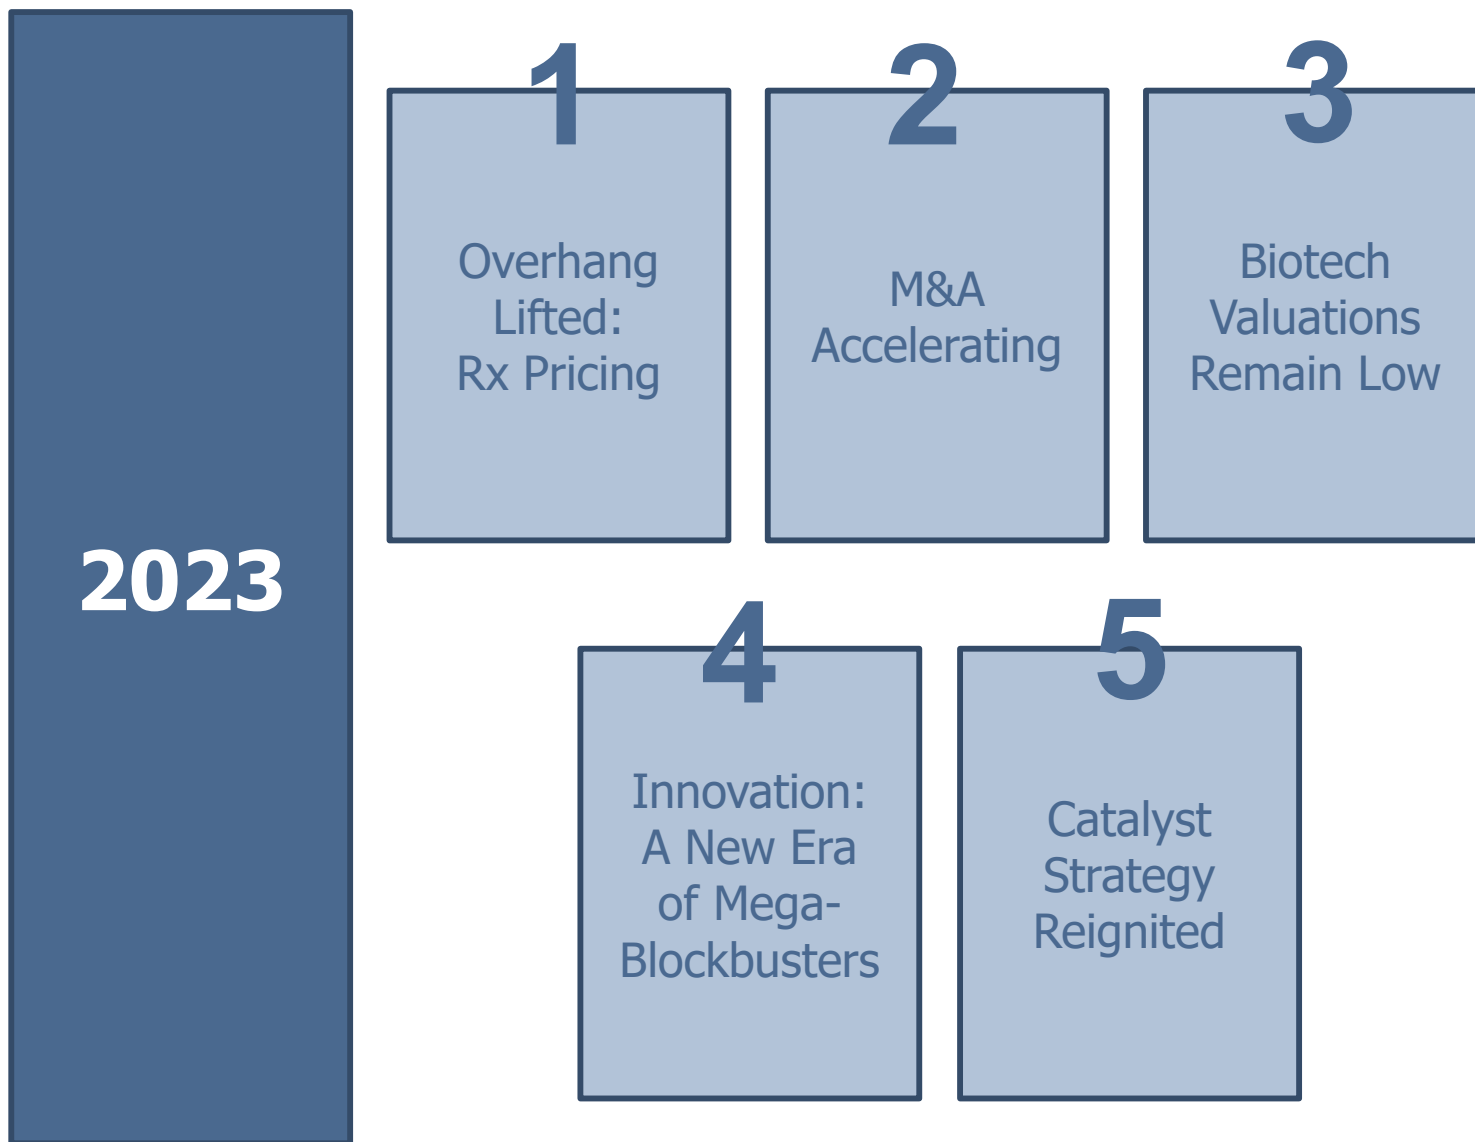 2023
1
Overhang
Lifted:
Rx Pricing
2
M&A
Accelerating
3
Biotech
Valuations
Remain Low
4
Innovation:
A New Era
of Mega-
Blockbusters
5
Catalyst
Strategy
Reignited